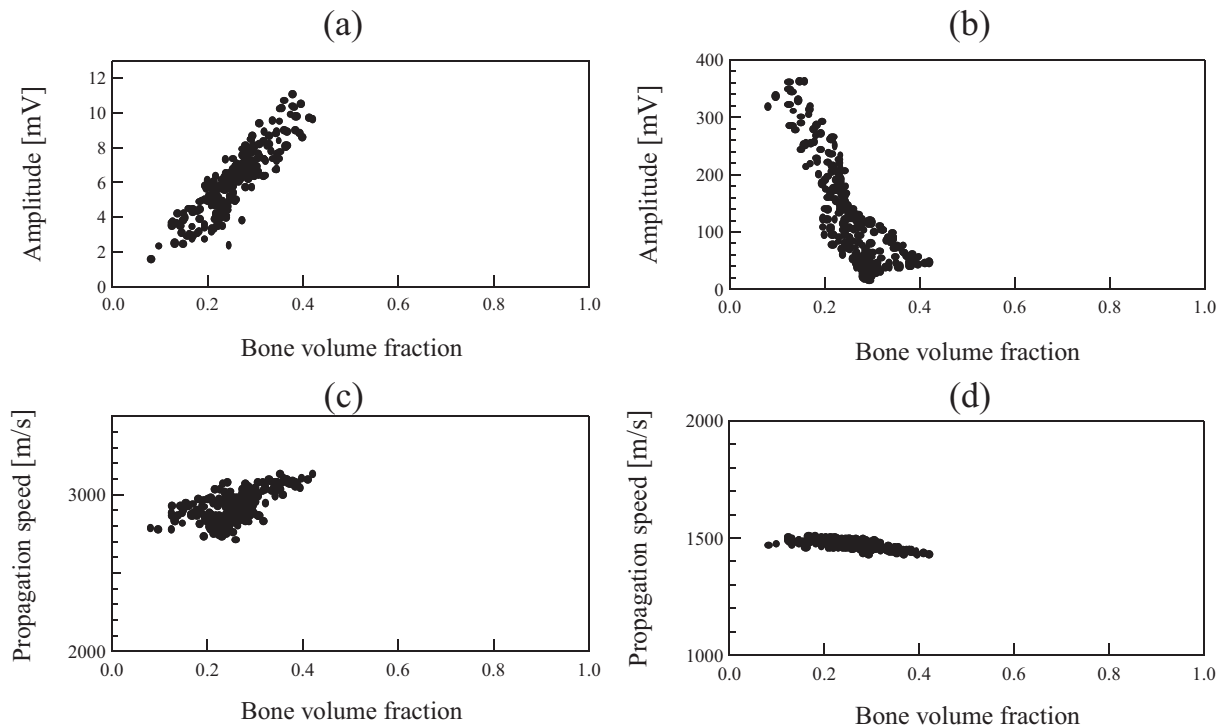 (a)
Amplitude [mV]
12
10
8
6
4
2
0
0.0 0.2 0.4 0.6 0.8 1.0
Bone volume fraction
(b)
Amplitude [mV]
400
300
200
100
0
0.0 0.2 0.4 0.6 0.8 1.0
Bone volume fraction
(c)
Propagation speed [m/s]
3000
2000
0.0 0.2 0.4 0.6 0.8 1.0
Bone volume fraction
(d)
Propagation speed [m/s]
2000
1500
1000
0.0 0.2 0.4 0.6 0.8 1.0
Bone volume fraction